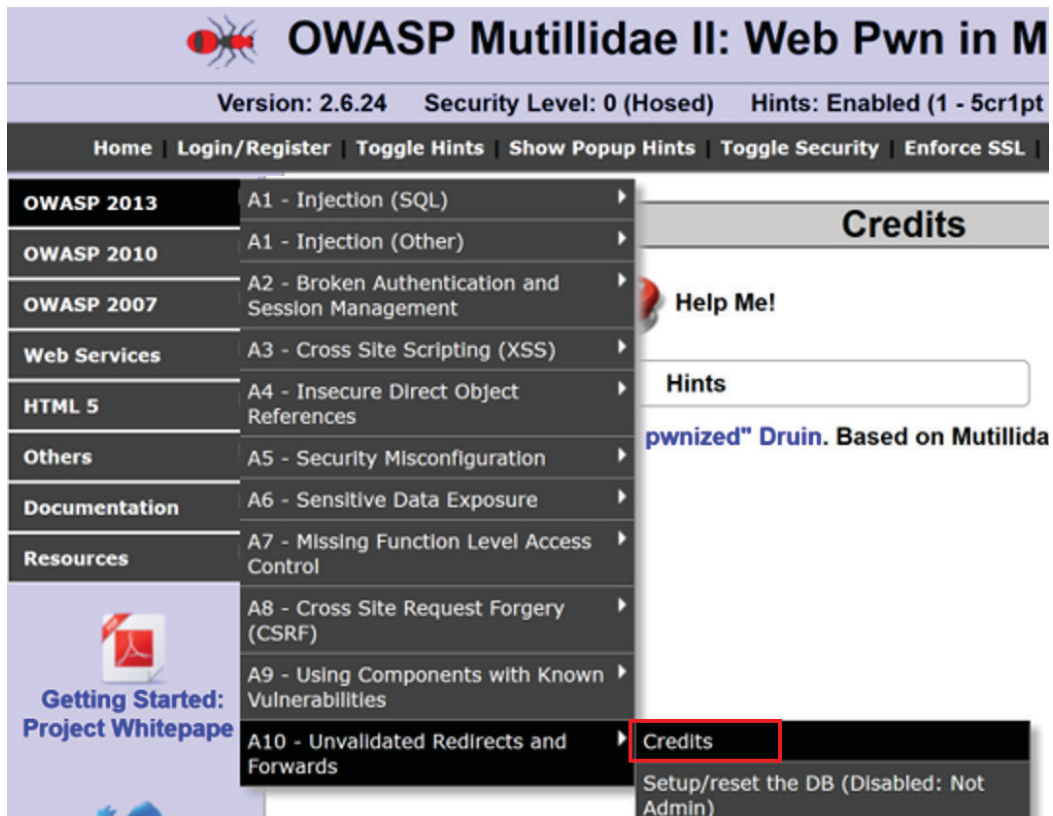 OWASP Mutillidae II: Web Pwn in M
Version: 2.6.24 Security Level: 0 (Hosed) Hints: Enabled (1 - 5cr1pt
Home Login/Register Toggle Hints Show Popup Hints Toggle Security Enforce SSL
OWASP 2013
OWASP 2010
OWASP 2007
Web Services
HTML 5
Others
Documentation
Resources
Getting Started:
Project Whitepape
A1 - Injection (SQL)
A1 - Injection (Other)
A2 - Broken Authentication and
Session Management
A3 - Cross Site Scripting (XSS)
A4 - Insecure Direct Object
References
A5 - Security Misconfiguration
A6 - Sensitive Data Exposure
A7 - Missing Function Level Access
Control
A8 - Cross Site Request Forgery
(CSRF)
A9 - Using Components with Known
Vulnerabilities
A10 - Unvalidated Redirects and
Forwards
Credits
Setup/reset the DB (Disabled: Not
Admin)
Credits
Help Me!
Hints
pwnized" Druin. Based on Mutillida